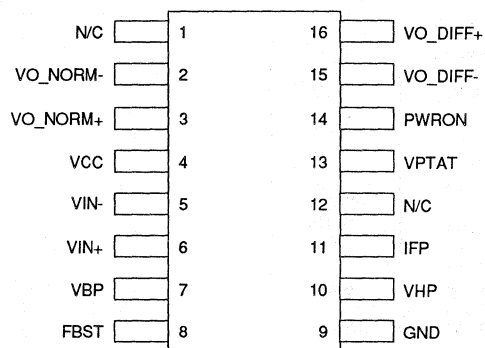 N/C 1 16 VO_DIFF+
VO_NORM- 2 15 VO_DIFF-
VO_NORM+ 3 14 PWRON
VCC 4 13 VPTAT
VIN- 5 12 N/C
VIN+ 6 11 IFP
VBP 7 10 VHP
FBST 8 9 GND